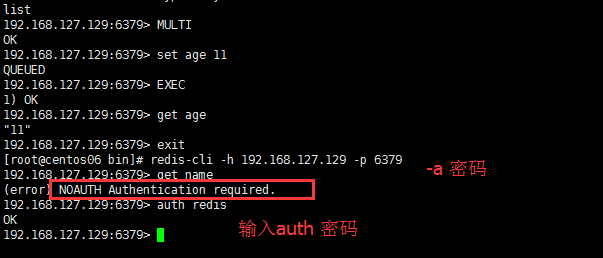 list
192.168.127.129:6379> MULTI
OK
192.168.127.129:6379> set age 11
QUEUED
192.168.127.129:6379> EXEC
1) OK
192.168.127.129:6379> get age
"11"
192.168.127.129:6379> exit
[root@centos06 bin]# redis-cli -h 192.168.127.129 -p 6379
-a 密码
192.168.127.129:6379> get name
(error) NOAUTH Authentication required.
192.168.127.129:6379> auth redis
OK
输入auth 密码
192.168.127.129:6379>